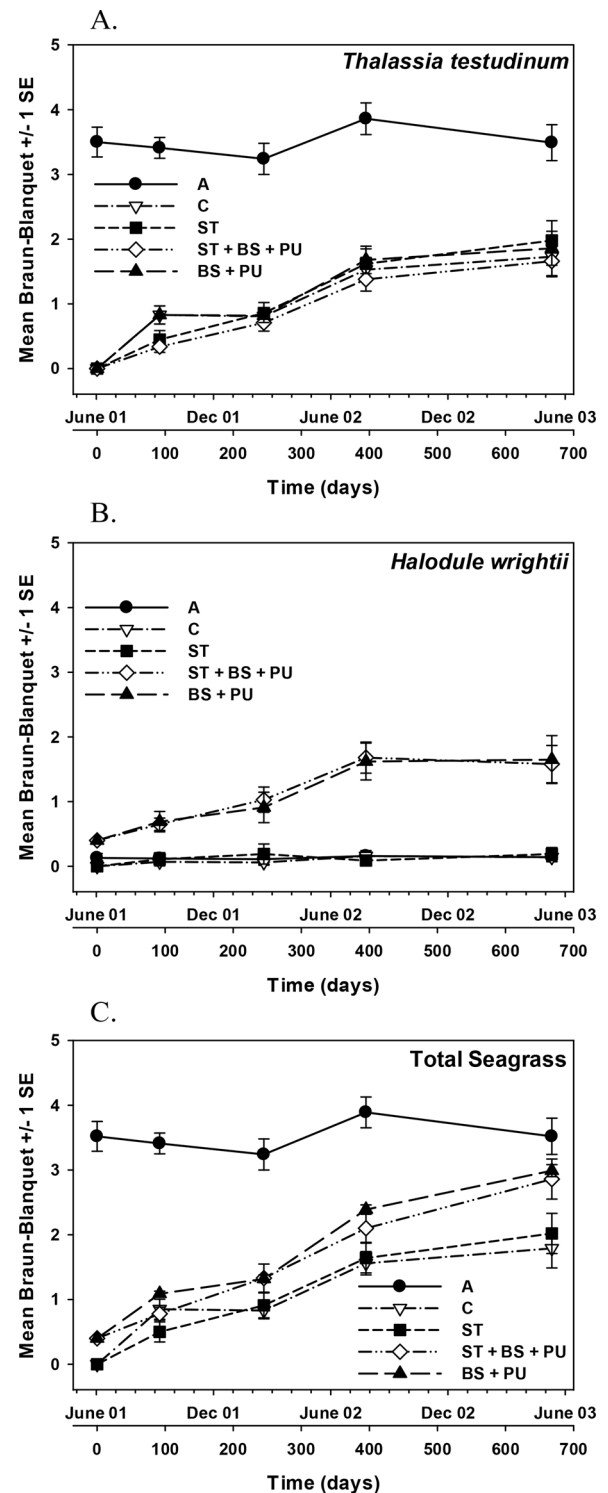 A.
Thalassia testudinum
Mean Braun-Blanquet +/- 1 SE
5
4
3
2
1
0
A
C
ST
ST + BS + PU
BS + PU
June 01 Dec 01 June 02 Dec 02 June 03
0 100 200 300 400 500 600 700
Time (days)
B.
Halodule wrightii
Mean Braun-Blanquet +/- 1 SE
5
4
3
2
1
0
A
C
ST
ST + BS + PU
BS + PU
June 01 Dec 01 June 02 Dec 02 June 03
0 100 200 300 400 500 600 700
Time (days)
C.
Total Seagrass
Mean Braun-Blanquet +/- 1 SE
5
4
3
2
1
0
A
C
ST
ST + BS + PU
BS + PU
June 01 Dec 01 June 02 Dec 02 June 03
0 100 200 300 400 500 600 700
Time (days)